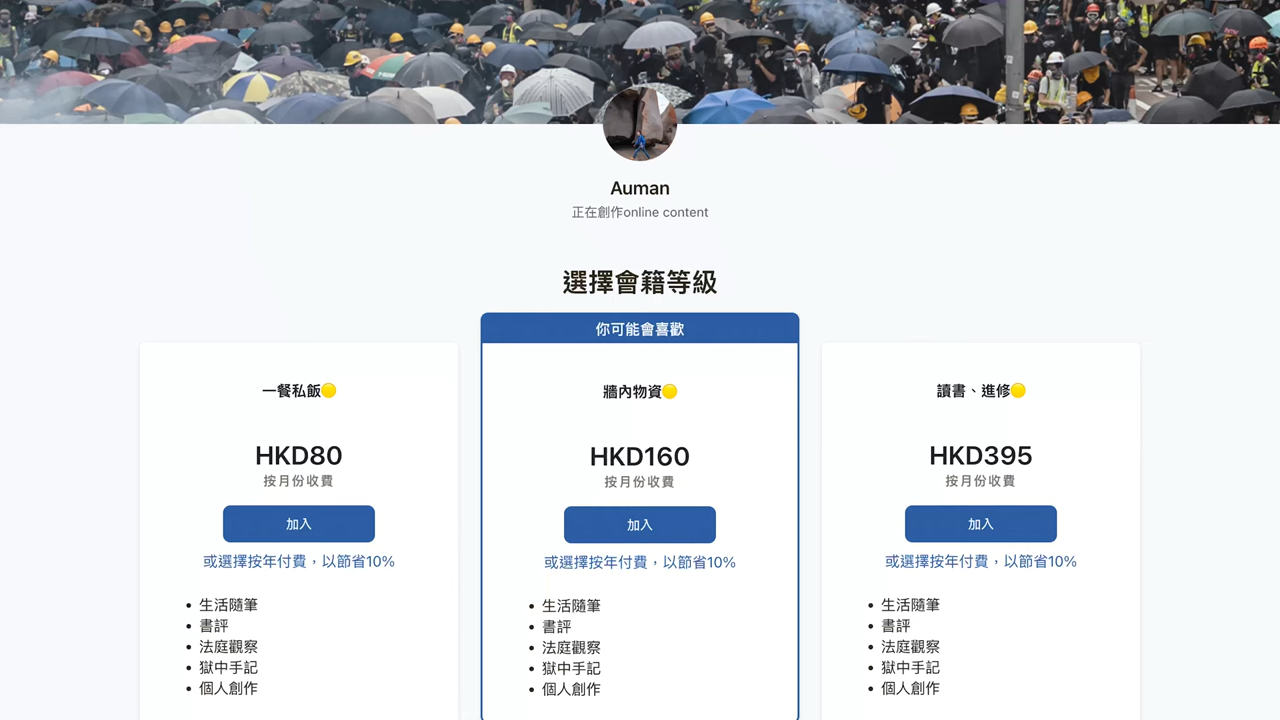 Auman
正在創作online content
選擇會籍等級
你可能會喜歡
一餐私飯
HKD80
按月份收費
加入
或選擇按年付費，以節省10%
• 生活隨筆
• 書評
• 法庭觀察
• 獄中手記
• 個人創作
牆內物資
HKD160
按月份收費
加入
或選擇按年付費，以節省10%
• 生活隨筆
• 書評
• 法庭觀察
• 獄中手記
• 個人創作
讀書、進修
HKD395
按月份收費
加入
或選擇按年付費，以節省10%
• 生活隨筆
• 書評
• 法庭觀察
• 獄中手記
• 個人創作